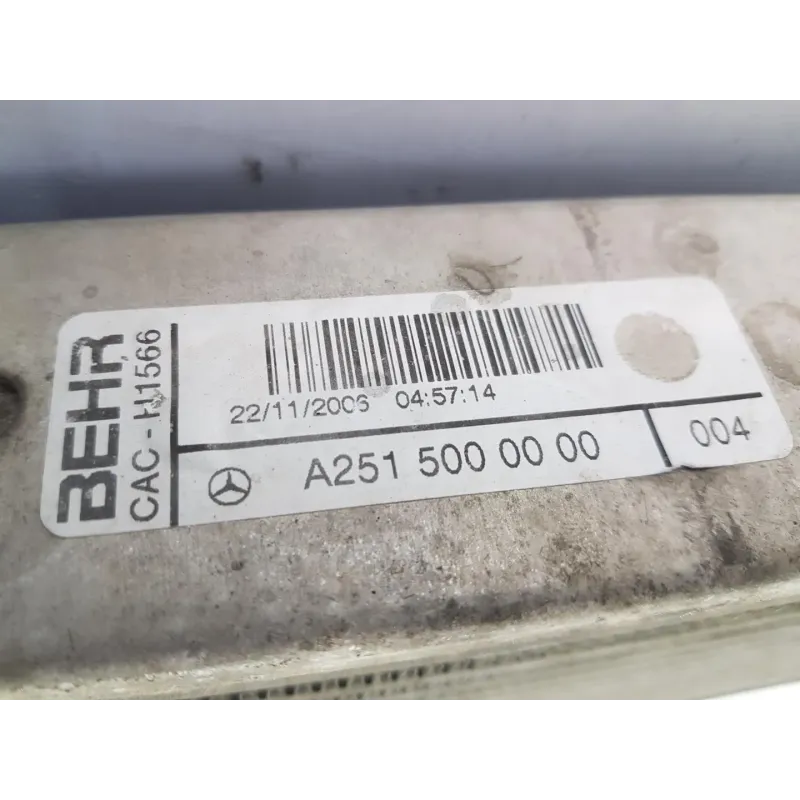 BEHR
CAC - H1566
22/11/2006 04:57:14
A251 500 00 00
004